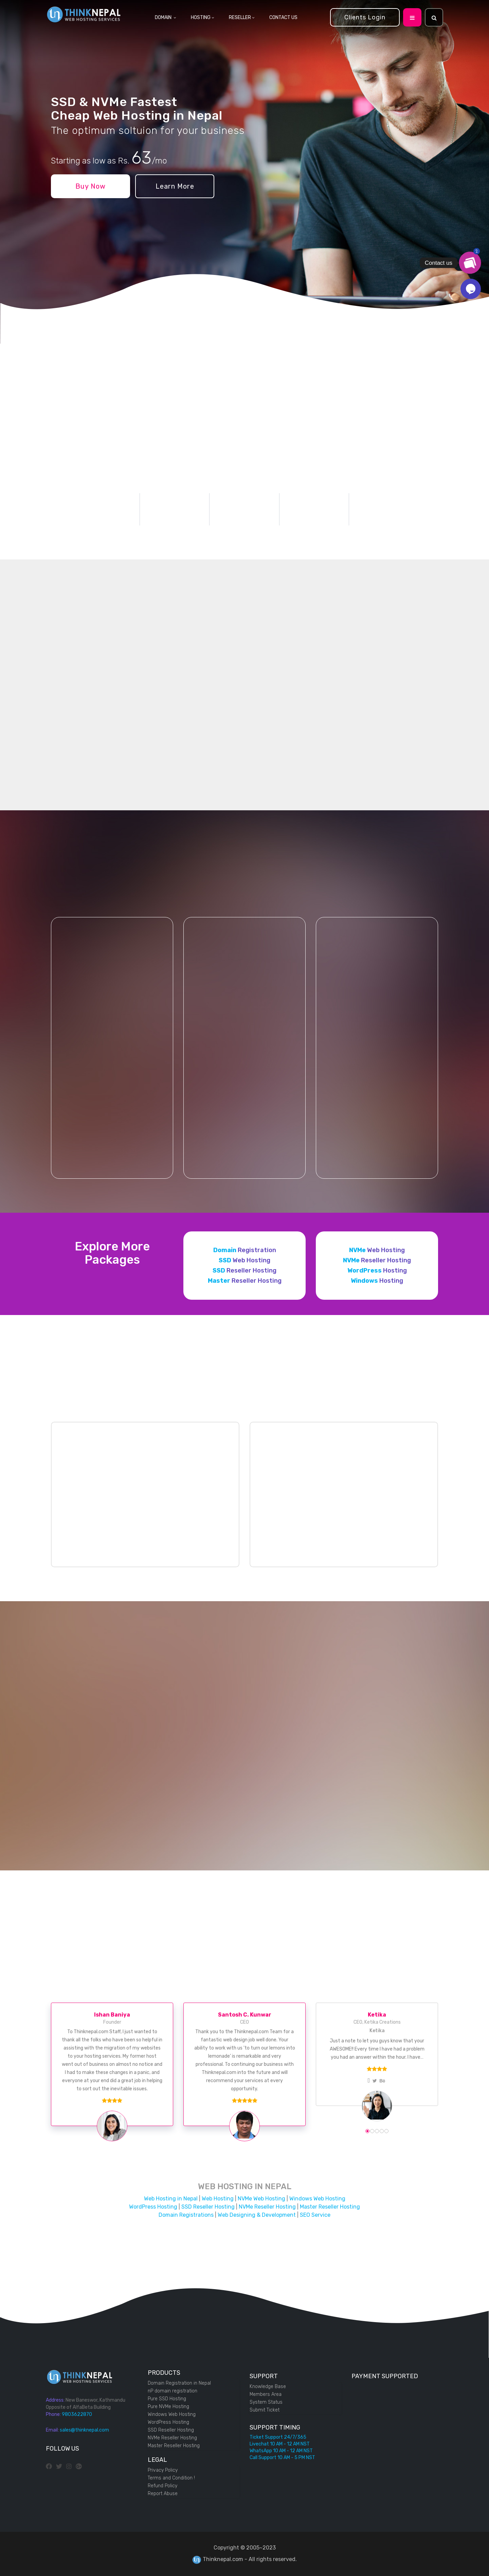 THINKNEPAL
WEB HOSTING SERVICES
DOMAIN
HOSTING
RESELLER
CONTACT US
Clients Login
SSD & NVMe Fastest
Cheap Web Hosting in Nepal
The optimum soltuion for your business
Starting as low as Rs. 63/mo
Buy Now
Learn More
Contact us
Explore More
Packages
Domain Registration
SSD Web Hosting
SSD Reseller Hosting
Master Reseller Hosting
NVMe Web Hosting
NVMe Reseller Hosting
WordPress Hosting
Windows Hosting
Ishan Baniya
Founder
To Thinknepal.com Staff,I just wanted to
thank all the folks who have been so helpful in
assisting with the migration of my websites
to your hosting services. My former host
went out of business on almost no notice and
I had to make these changes in a panic, and
everyone at your end did a great job in helping
to sort out the inevitable issues.
Santosh C. Kunwar
CEO
Thank you to the Thinknepal.com Team for a
fantastic web design job well done. Your
ability to work with us, 'to turn our lemons into
lemonade' is remarkable and very
professional. To continuing our business with
Thinknepal.com into the future and will
recommend your services at every
opportunity.
Ketika
CEO, Ketika Creations
Ketika
Just a note to let you guys know that your
AWESOME!! Every time I have had a problem
you had an answer within the hour. I have...
WEB HOSTING IN NEPAL
Web Hosting in Nepal | Web Hosting | NVMe Web Hosting | Windows Web Hosting
WordPress Hosting | SSD Reseller Hosting | NVMe Reseller Hosting | Master Reseller Hosting
Domain Registrations | Web Designing & Development | SEO Service
THINKNEPAL
WEB HOSTING SERVICES
Address: New Baneswor, Kathmandu
Opposite of AlfaBeta Building
Phone: 9803622870
Email: sales@thinknepal.com
FOLLOW US
PRODUCTS
Domain Registration in Nepal
nP domain registration
Pure SSD Hosting
Pure NVMe Hosting
Windows Web Hosting
WordPress Hosting
SSD Reseller Hosting
NVMe Reseller Hosting
Master Reseller Hosting
LEGAL
Privacy Policy
Terms and Condition !
Refund Policy
Report Abuse
SUPPORT
Knowledge Base
Members Area
System Status
Submit Ticket
SUPPORT TIMING
Ticket Support 24/7/365
Livechat 10 AM - 12 AM NST
WhatsApp 10 AM - 12 AM NST
Call Support 10 AM - 5 PM NST
PAYMENT SUPPORTED
Copyright © 2005-2023
Thinknepal.com - All rights reserved.